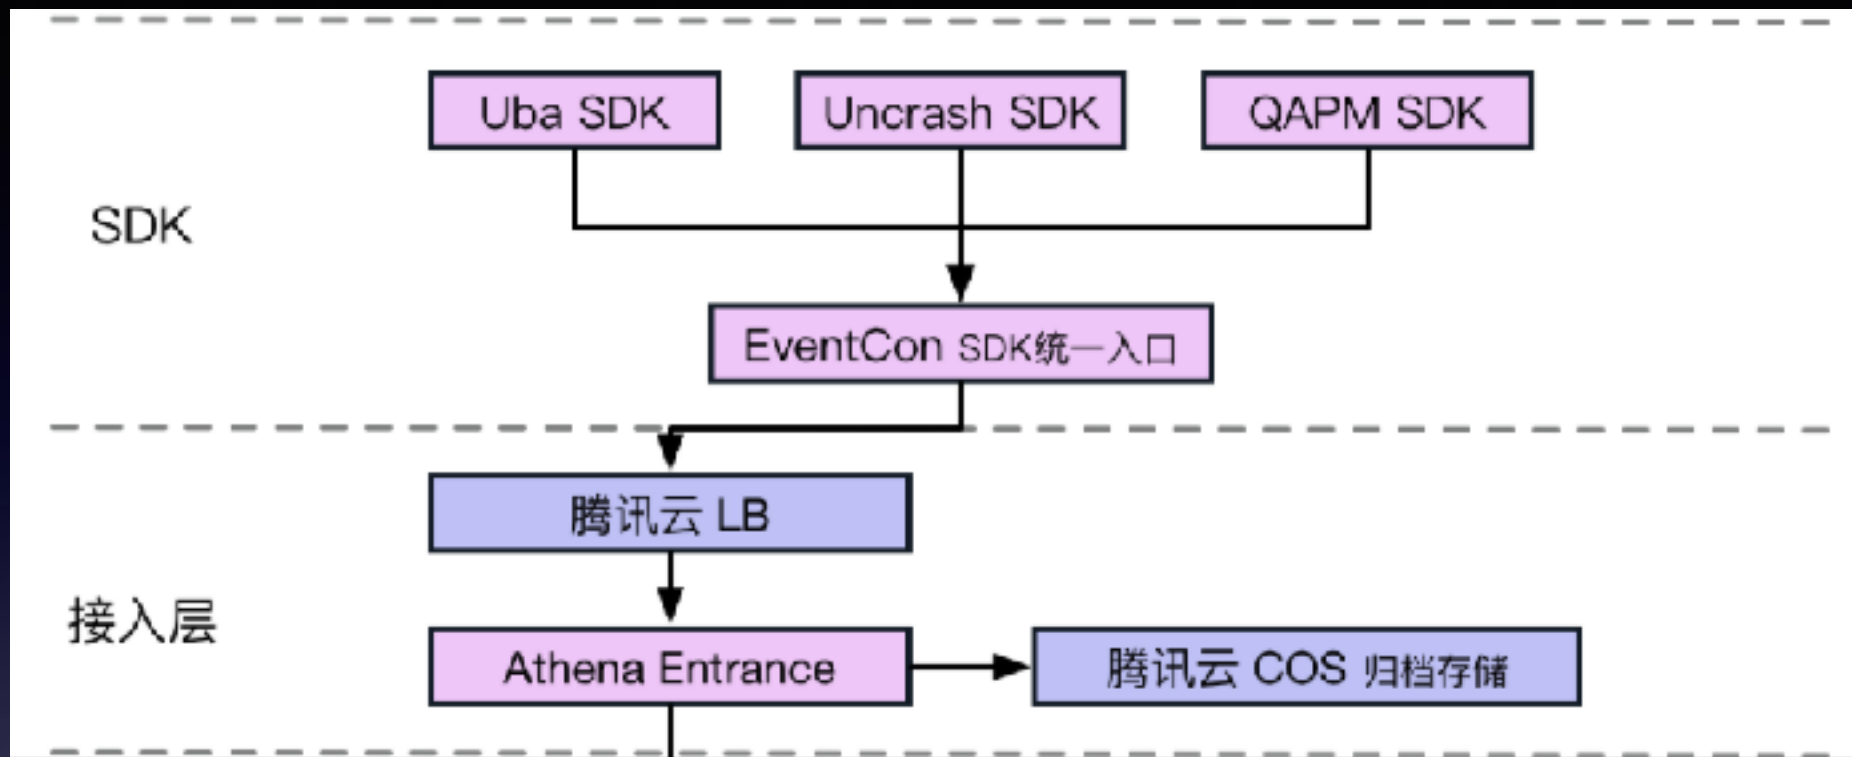 Uba SDK
Uncrash SDK
QAPM SDK
SDK
EventCon SDK统一入口
腾讯云 LB
接入层
Athena Entrance
腾讯云 COS 归档存储